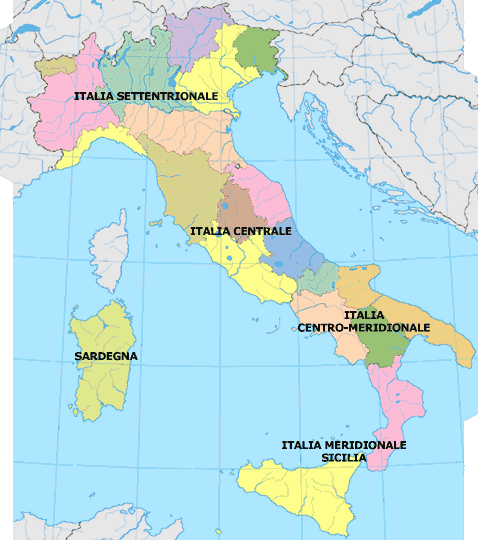 ITALIA SETTENTRIONALE
ITALIA CENTRALE
ITALIA
CENTRO-MERIDIONALE
SARDEGNA
ITALIA MERIDIONALE
SICILIA